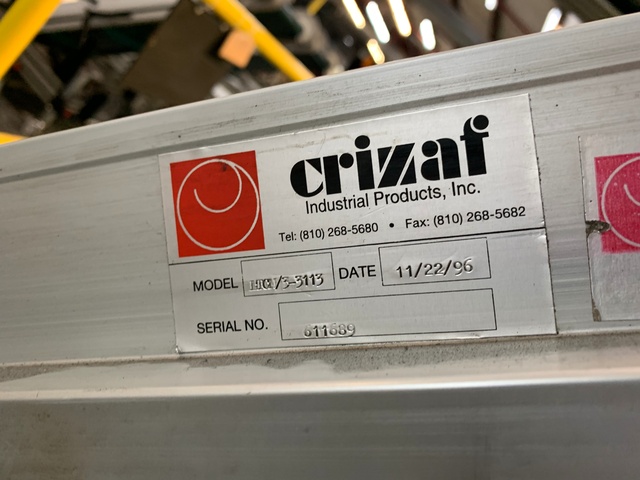 crizaf
Industrial Products, Inc.
Tel: (810) 268-5680 • Fax: (810) 268-5682
MODEL DATE 11/22/96
SERIAL NO. 611689